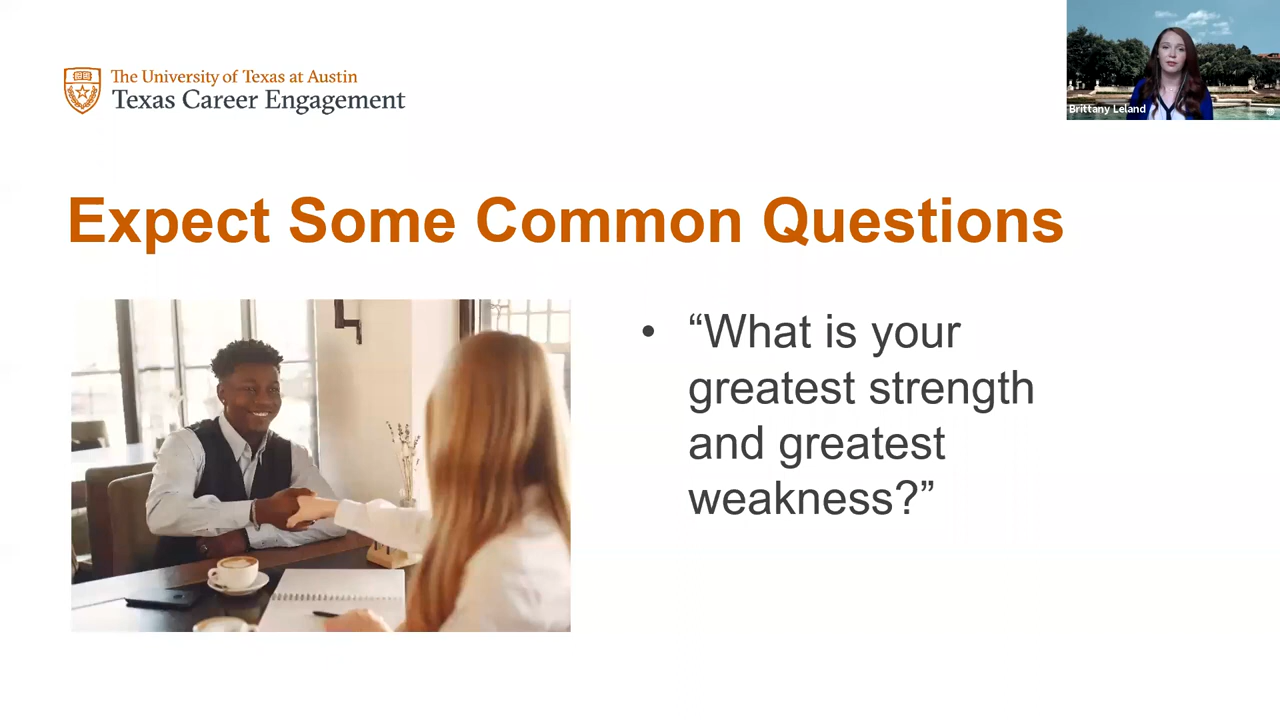 The University of Texas at Austin
Texas Career Engagement
Brittany Leland
Expect Some Common Questions
• “What is your
greatest strength
and greatest
weakness?”